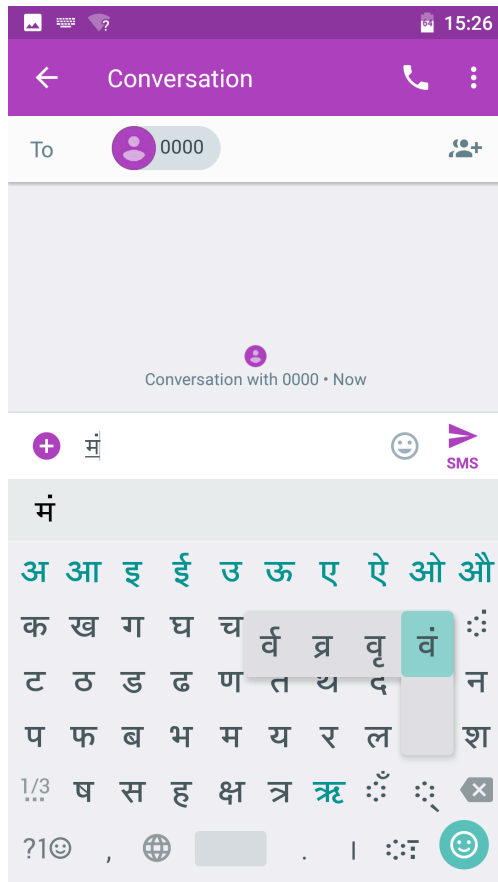 15:26
Conversation
To 0000
Conversation with 0000 • Now
मं
SMS
मं
अ आ इ ई उ ऊ ए ऐ ओ औ
क ख ग घ च
र्व व्र वृ वं
ट ठ ड ढ ण त थ द न
प फ ब भ म य र ल श
1/3 ष स ह क्ष त्र ऋ ँ ्
?1 , . ।